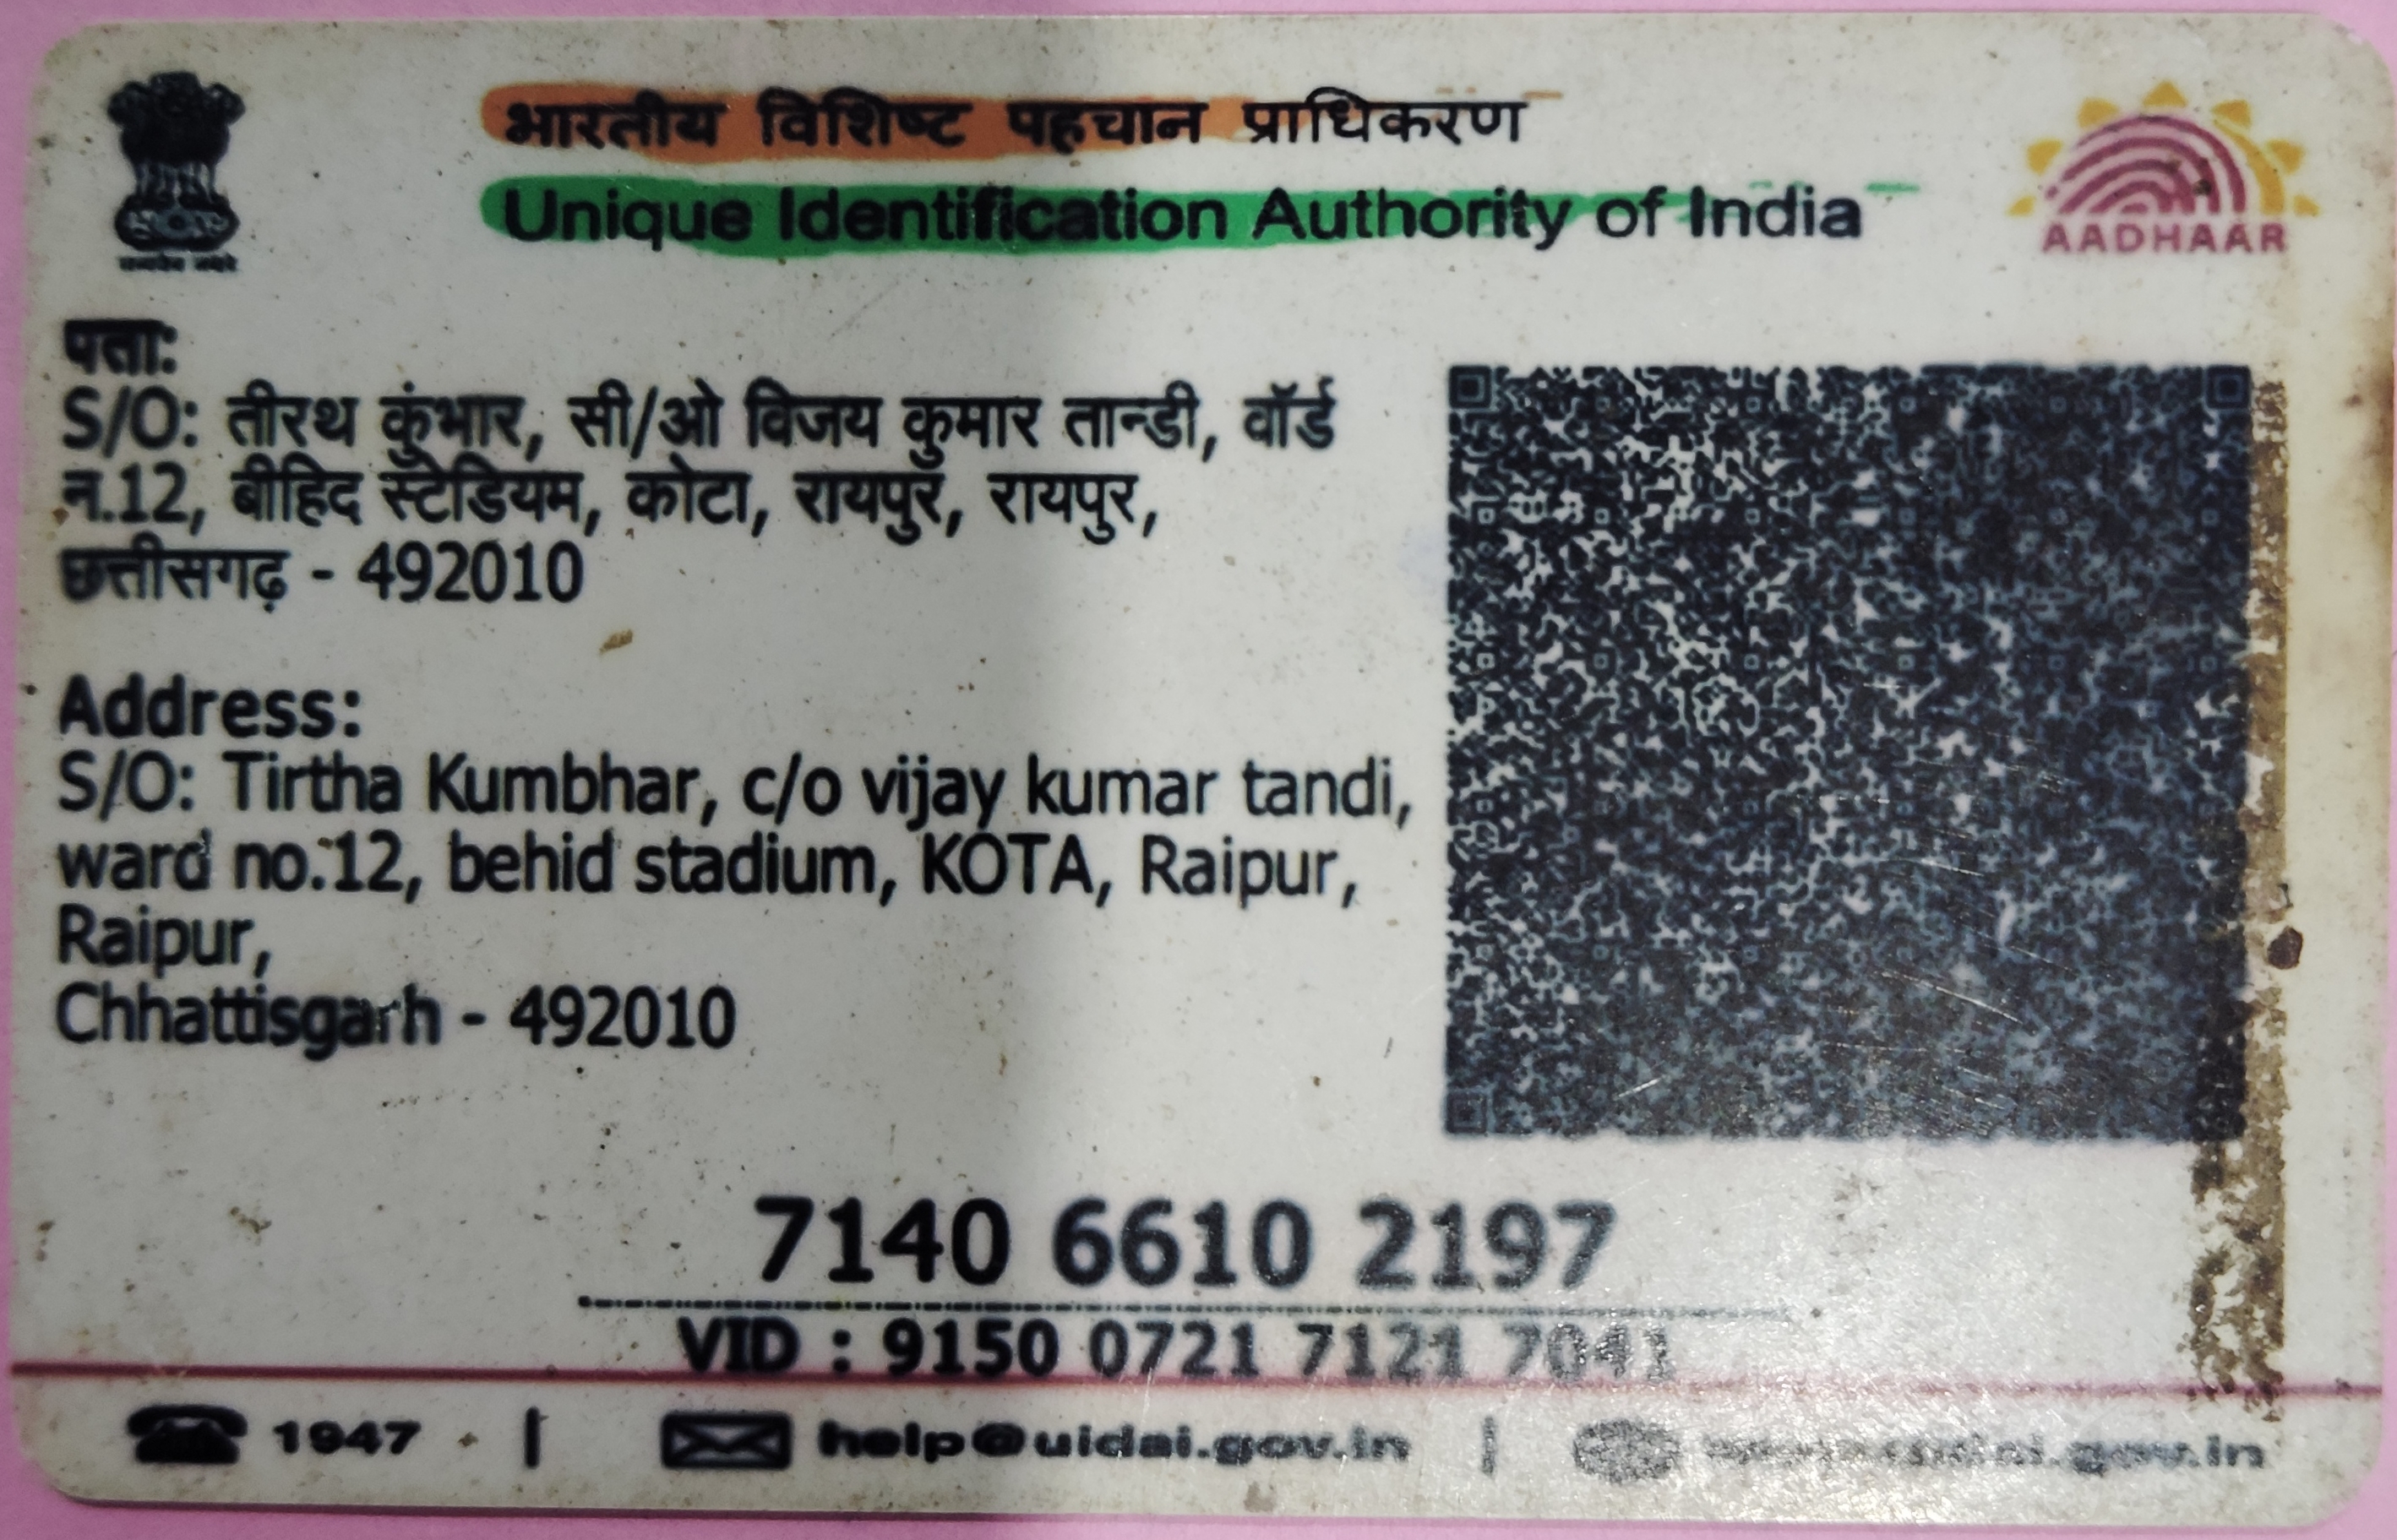 भारतीय विशिष्ट पहचान प्राधिकरण
Unique Identification Authority of India
AADHAAR
पता:
S/O: तीरथ कुंभार, सी/ओ विजय कुमार तान्डी, वॉर्ड
न.12, बीहिद स्टेडियम, कोटा, रायपुर, रायपुर,
छत्तीसगढ़ - 492010
Address:
S/O: Tirtha Kumbhar, c/o vijay kumar tandi,
ward no.12, behid stadium, KOTA, Raipur,
Raipur,
Chhattisgarh - 492010
7140 6610 2197
VID : 9150 0721 7121 7041
1947 | help@uidai.gov.in |